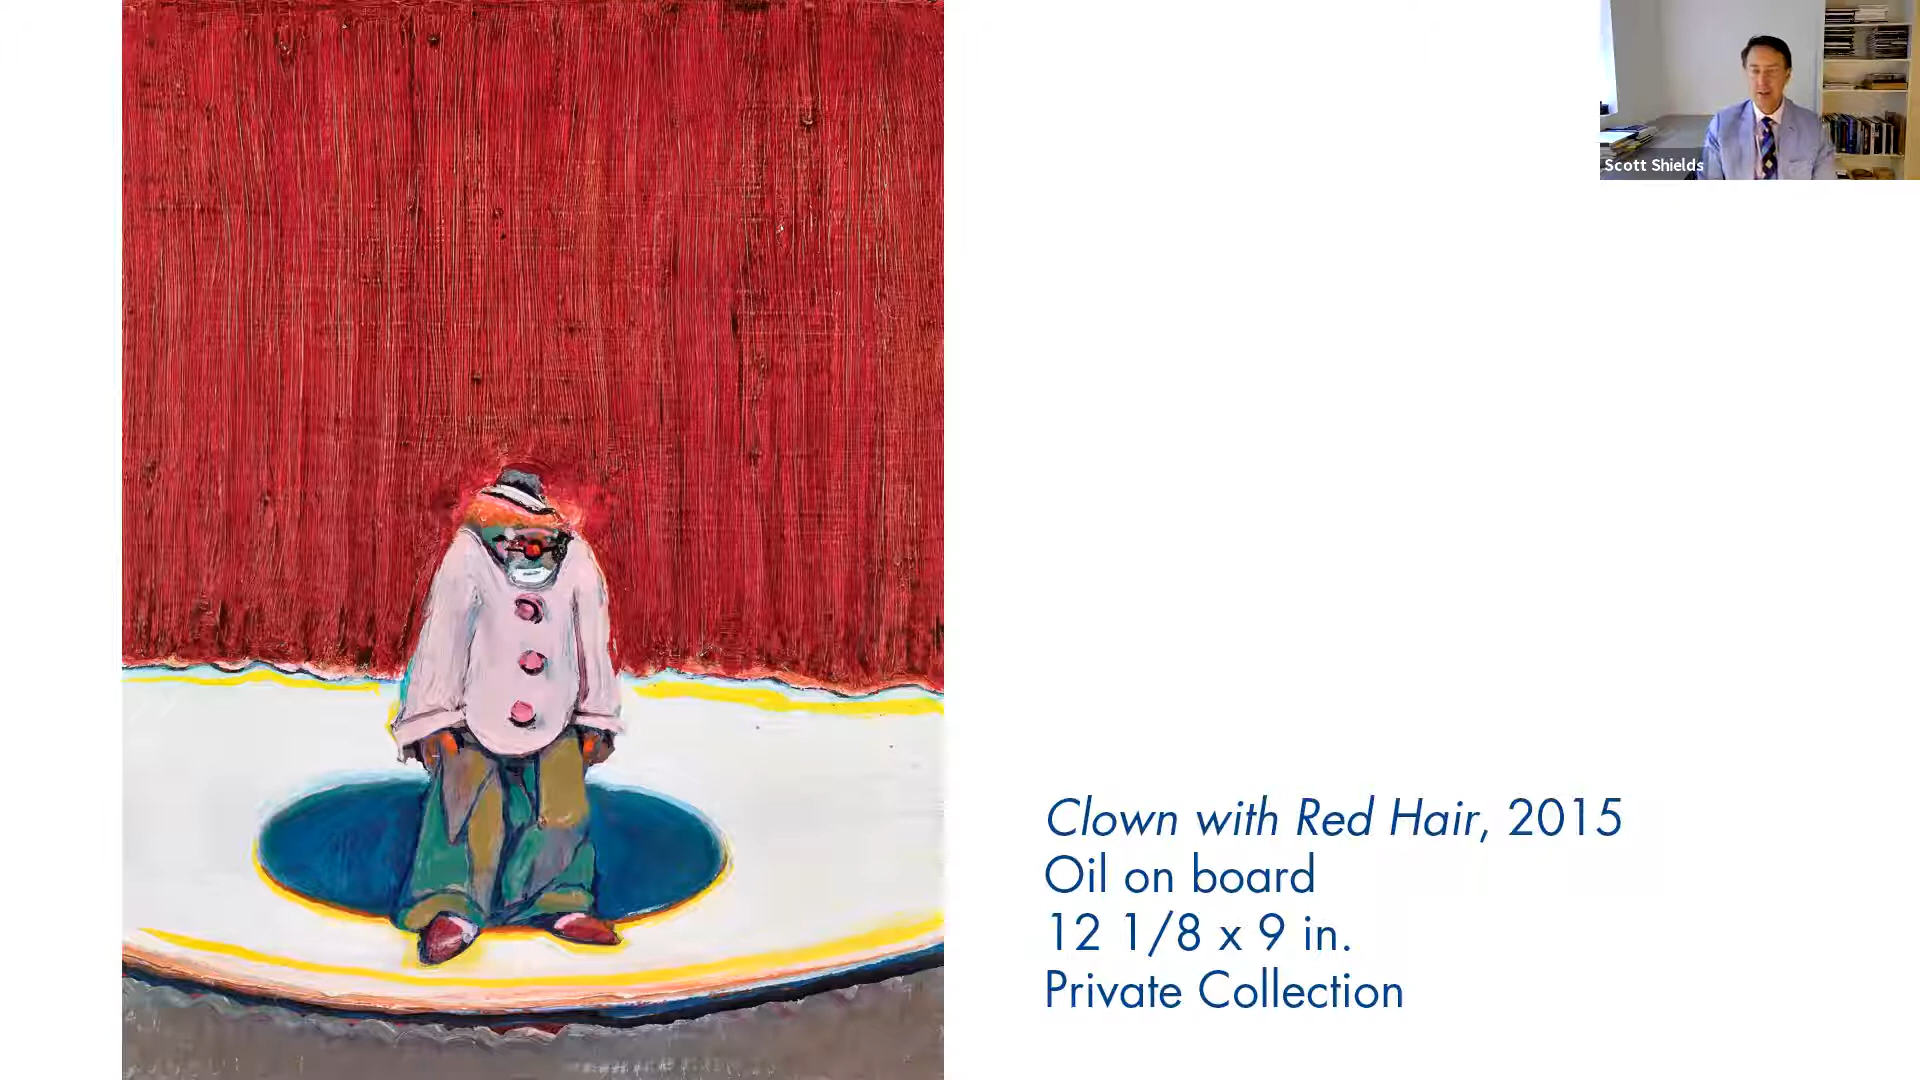 Scott Shields
Clown with Red Hair, 2015
Oil on board
12 1/8 x 9 in.
Private Collection